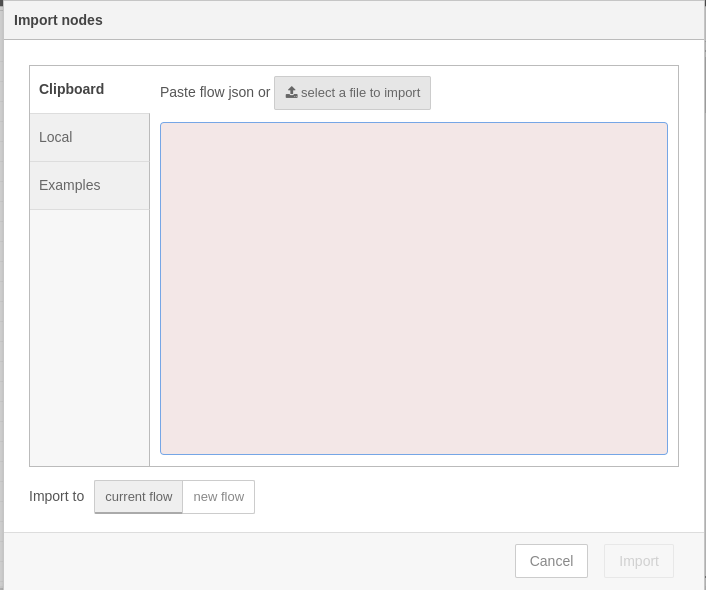 Import nodes
Clipboard
Paste flow json or select a file to import
Local
Examples
Import to current flow new flow
Cancel Import